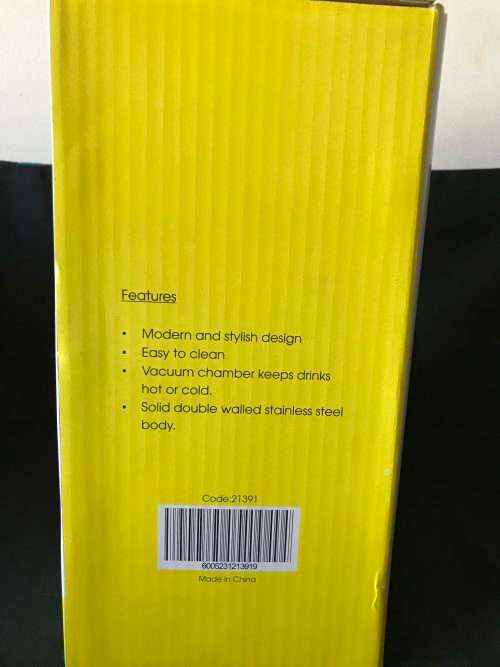 Features
• Modern and stylish design
• Easy to clean
• Vacuum chamber keeps drinks
hot or cold.
• Solid double walled stainless steel
body.
Code:21391
6005231213919
Made in China